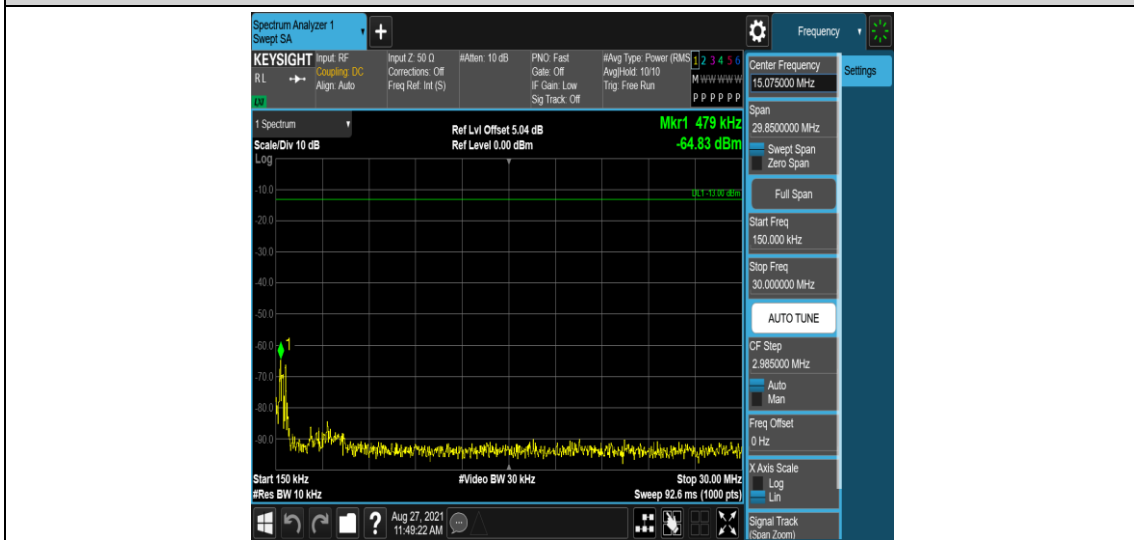 Spectrum Analyzer 1
Swept SA
+
Frequency
KEYSIGHT
RL
LXI
Input: RF
Coupling: DC
Align: Auto
Input Z: 50 Ω
Corrections: Off
Freq Ref: Int (S)
#Atten: 10 dB
PNO: Fast
Gate: Off
IF Gain: Low
Sig Track: Off
#Avg Type: Power (RMS
Avg|Hold: 10/10
Trig: Free Run
1 2 3 4 5 6
M W W W W W
P P P P P P
Center Frequency
15.075000 MHz
Settings
Span
29.8500000 MHz
Swept Span
Zero Span
Full Span
Start Freq
150.000 kHz
Stop Freq
30.000000 MHz
AUTO TUNE
CF Step
2.985000 MHz
Auto
Man
Freq Offset
0 Hz
X Axis Scale
Log
Lin
Signal Track
(Span Zoom)
1 Spectrum
Scale/Div 10 dB
Log
Ref Lvl Offset 5.04 dB
Ref Level 0.00 dBm
Mkr1 479 kHz
-64.83 dBm
DL1 -13.00 dBm
-10.0
-20.0
-30.0
-40.0
-50.0
-60.0
1
-70.0
-80.0
-90.0
Start 150 kHz
#Video BW 30 kHz
Stop 30.00 MHz
#Res BW 10 kHz
Sweep 92.6 ms (1000 pts)
?
Aug 27, 2021
11:49:22 AM